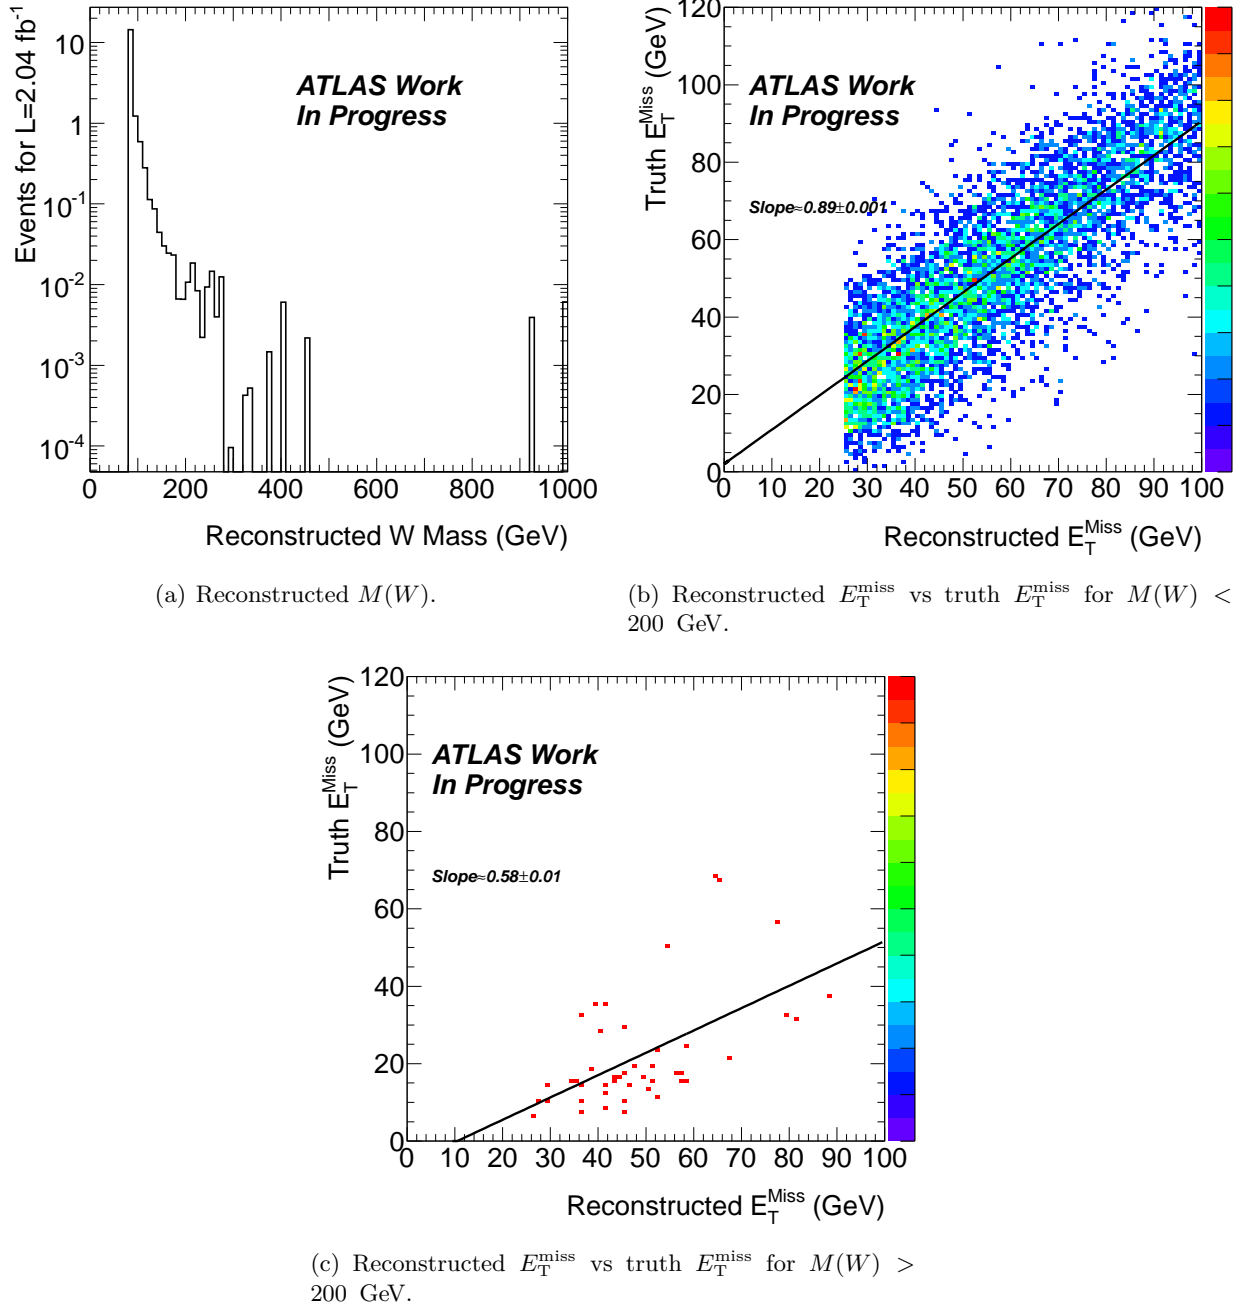 Events for L=2.04 fb⁻¹
10
1
10⁻¹
10⁻²
10⁻³
10⁻⁴
ATLAS Work
In Progress
0 200 400 600 800 1000
Reconstructed W Mass (GeV)
(a) Reconstructed M(W).
Truth E_T^Miss (GeV)
120
100
80
60
40
20
0
ATLAS Work
In Progress
Slope≈0.89±0.001
0 10 20 30 40 50 60 70 80 90 100
Reconstructed E_T^Miss (GeV)
(b) Reconstructed E_T^miss vs truth E_T^miss for M(W) <
200 GeV.
Truth E_T^Miss (GeV)
120
100
80
60
40
20
0
ATLAS Work
In Progress
Slope≈0.58±0.01
0 10 20 30 40 50 60 70 80 90 100
Reconstructed E_T^Miss (GeV)
(c) Reconstructed E_T^miss vs truth E_T^miss for M(W) >
200 GeV.